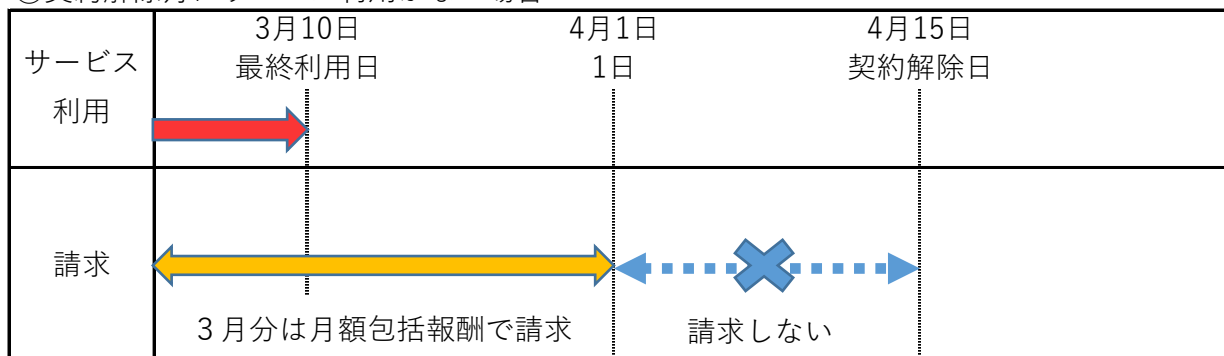 3月10日
最終利用日
4月1日
1日
4月15日
契約解除日
サービス
利用
請求
３月分は月額包括報酬で請求
請求しない